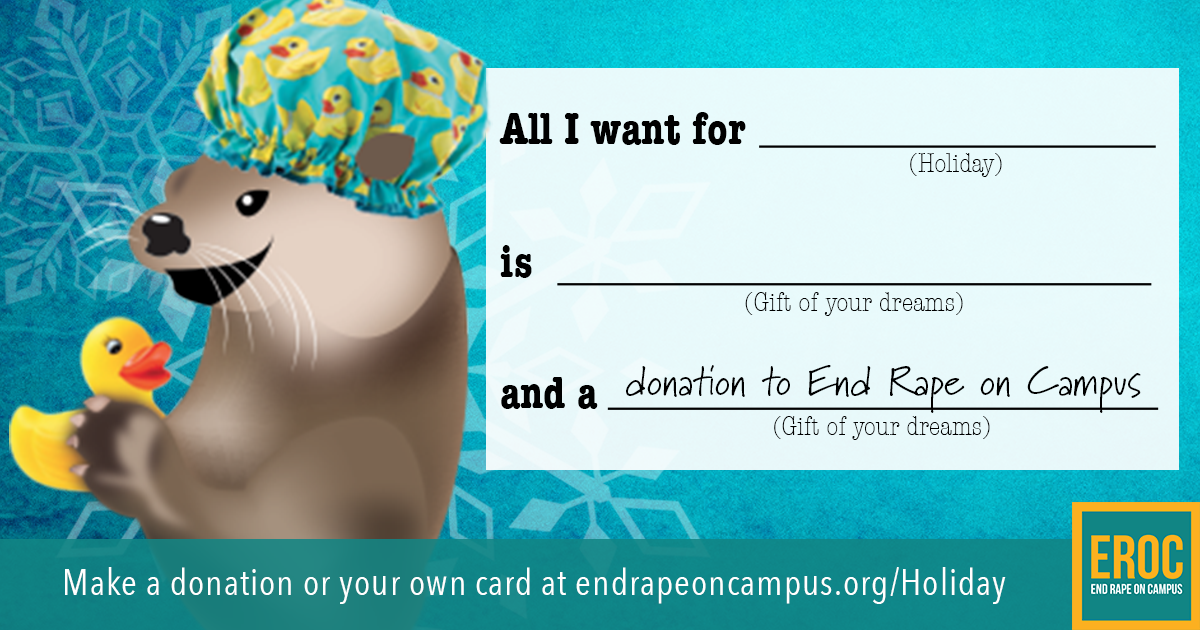 All I want for
(Holiday)
is
(Gift of your dreams)
and a donation to End Rape on Campus
(Gift of your dreams)
Make a donation or your own card at endrapeoncampus.org/Holiday
EROC
END RAPE ON CAMPUS